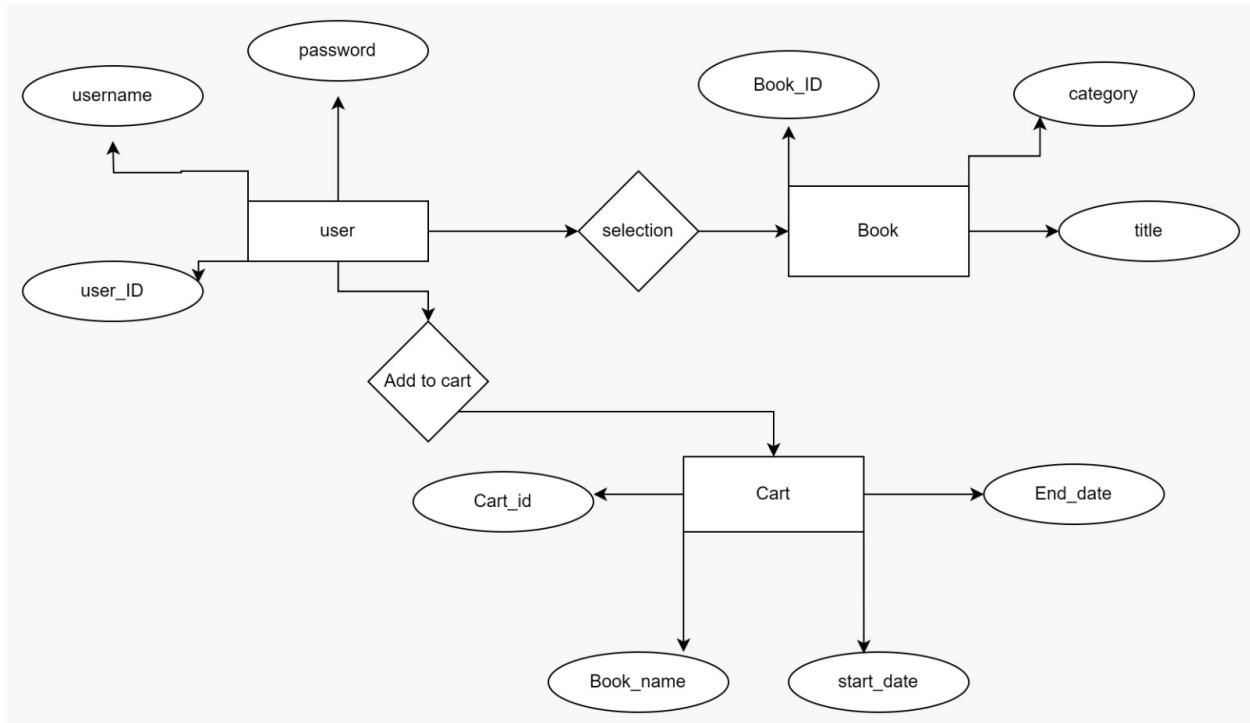 password
username
Book_ID
category
user
selection
Book
title
user_ID
Add to cart
Cart_id
Cart
End_date
Book_name
start_date